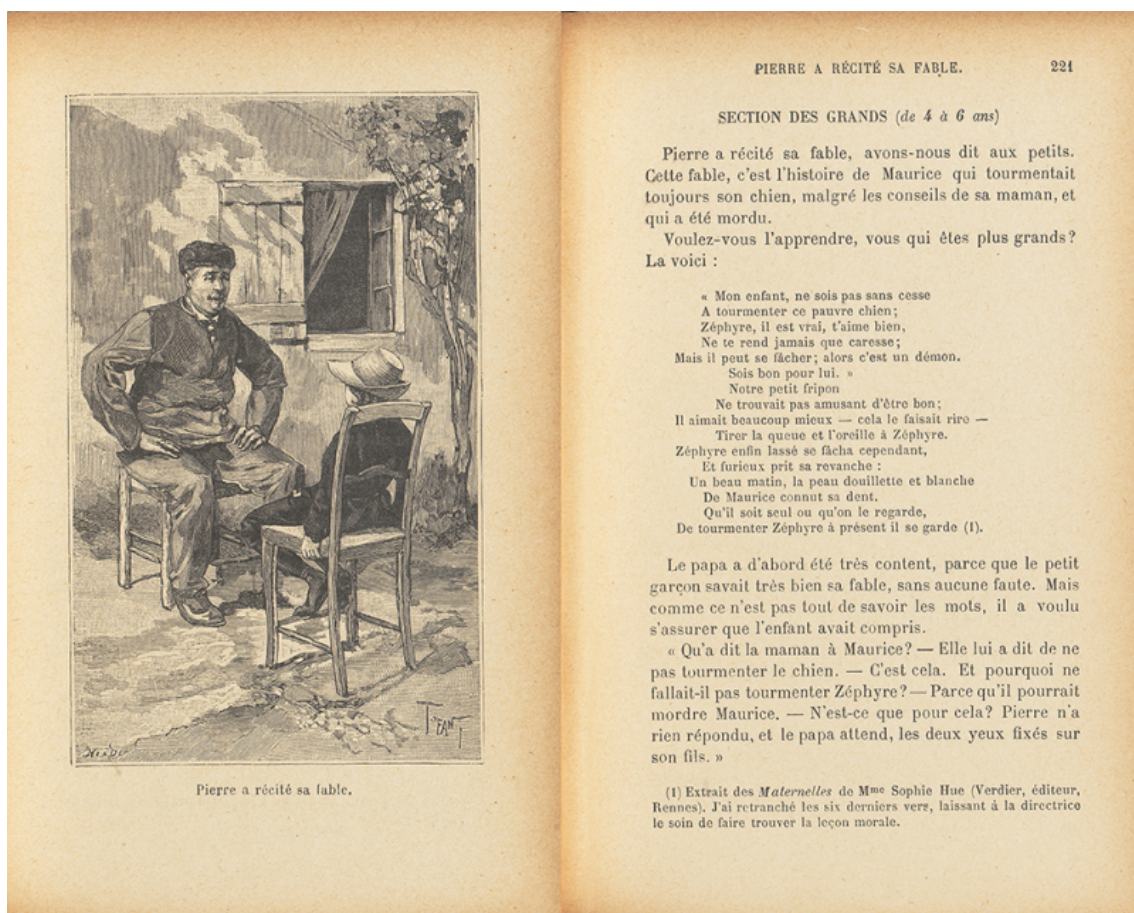 Pierre a récité sa fable.
PIERRE A RÉCITÉ SA FABLE. 221
SECTION DES GRANDS (de 4 à 6 ans)
Pierre a récité sa fable, avons-nous dit aux petits.
Cette fable, c'est l'histoire de Maurice qui tourmentait
toujours son chien, malgré les conseils de sa maman, et
qui a été mordu.
Voulez-vous l'apprendre, vous qui êtes plus grands?
La voici :
« Mon enfant, ne sois pas sans cesse
A tourmenter ce pauvre chien;
Zéphyre, il est vrai, t'aime bien,
Ne te rend jamais que caresse;
Mais il peut se fâcher; alors c'est un démon.
Sois bon pour lui. »
Notre petit fripon
Ne trouvait pas amusant d'être bon;
Il aimait beaucoup mieux — cela le faisait rire —
Tirer la queue et l'oreille à Zéphyre.
Zéphyre enfin lassé se fâcha cependant,
Et furieux prit sa revanche :
Un beau matin, la peau douillette et blanche
De Maurice connut sa dent.
Qu'il soit seul ou qu'on le regarde,
De tourmenter Zéphyre à présent il se garde (1).
Le papa a d'abord été très content, parce que le petit
garçon savait très bien sa fable, sans aucune faute. Mais
comme ce n'est pas tout de savoir les mots, il a voulu
s'assurer que l'enfant avait compris.
« Qu'a dit la maman à Maurice? — Elle lui a dit de ne
pas tourmenter le chien. — C'est cela. Et pourquoi ne
fallait-il pas tourmenter Zéphyre? — Parce qu'il pourrait
mordre Maurice. — N'est-ce que pour cela? Pierre n'a
rien répondu, et le papa attend, les deux yeux fixés sur
son fils. »
(1) Extrait des Maternelles de Mme Sophie Hue (Verdier, éditeur,
Rennes). J'ai retranché les six derniers vers, laissant à la directrice
le soin de faire trouver la leçon morale.